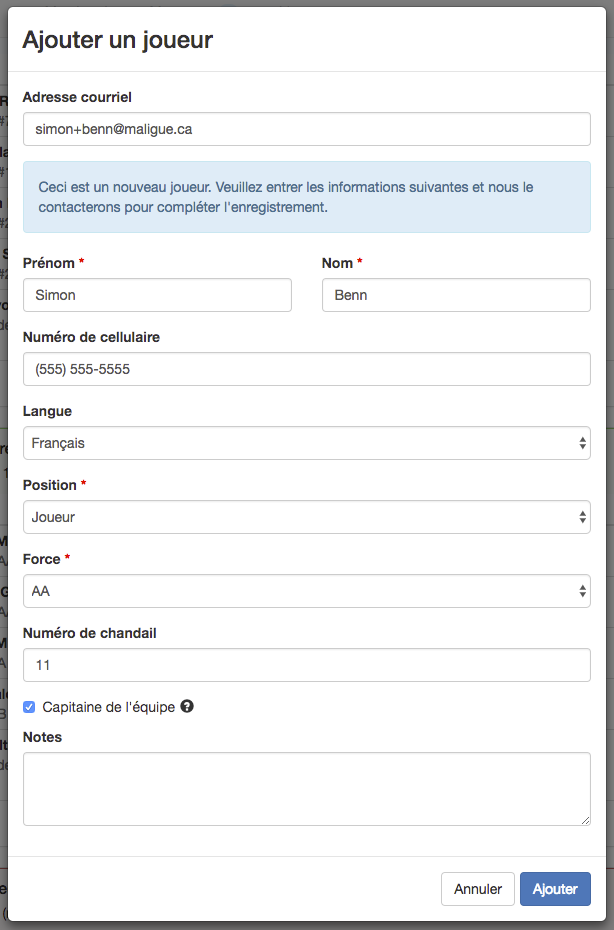 Ajouter un joueur
Adresse courriel
simon+benn@maligue.ca
Ceci est un nouveau joueur. Veuillez entrer les informations suivantes et nous le
contacterons pour compléter l'enregistrement.
Prénom * Nom *
Simon Benn
Numéro de cellulaire
(555) 555-5555
Langue
Français
Position *
Joueur
Force *
AA
Numéro de chandail
11
Capitaine de l'équipe ?
Notes
Annuler Ajouter